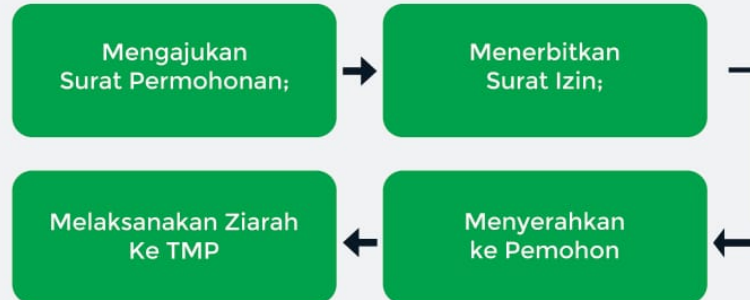 Mengajukan
Surat Permohonan;
Menerbitkan
Surat Izin;
Menyerahkan
ke Pemohon
Melaksanakan Ziarah
Ke TMP